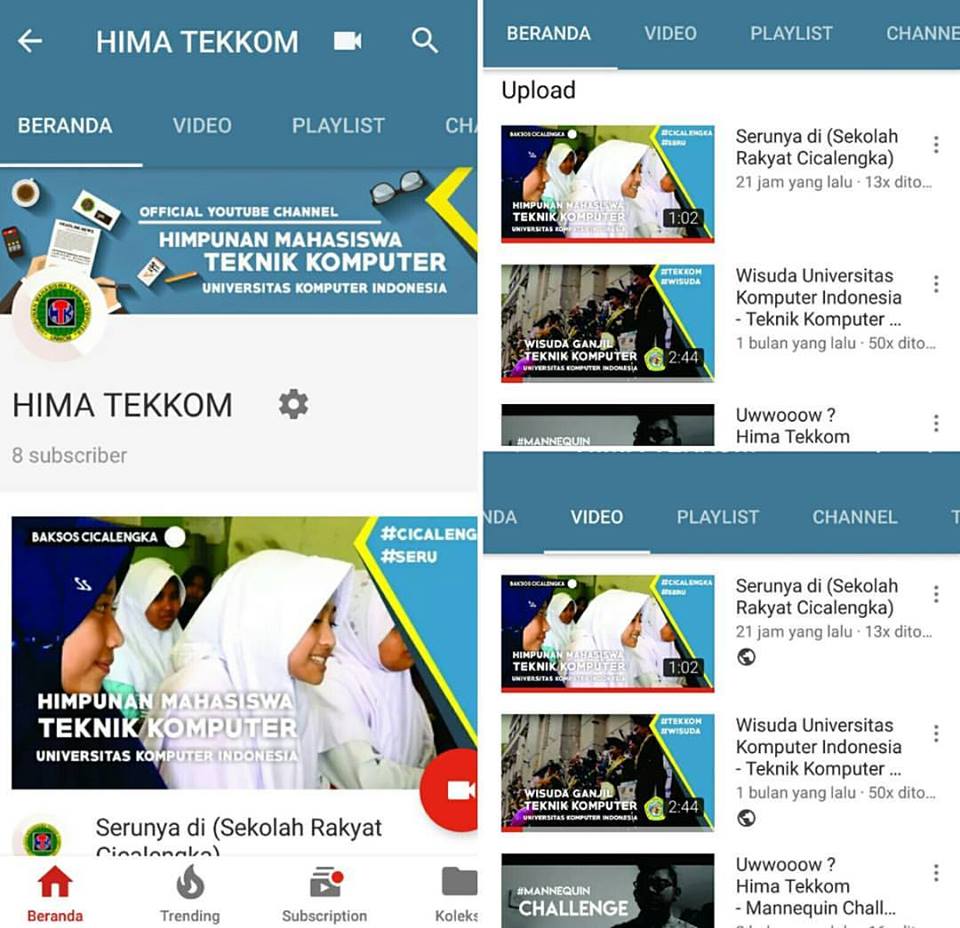 HIMA TEKKOM
BERANDA VIDEO PLAYLIST CHA
OFFICIAL YOUTUBE CHANNEL
HIMPUNAN MAHASISWA
TEKNIK KOMPUTER
UNIVERSITAS KOMPUTER INDONESIA
HIMA TEKKOM
8 subscriber
BAKSOS CICALENGKA
#CICALENG
#SERU
HIMPUNAN MAHASISWA
TEKNIK KOMPUTER
UNIVERSITAS KOMPUTER INDONESIA
Serunya di (Sekolah Rakyat
Cicalengka)
Beranda Trending Subscription Koleks
BERANDA VIDEO PLAYLIST CHANNE
Upload
BAKSOS CICALENGKA
#CICALENGKA
#SERU
HIMPUNAN MAHASISWA
TEKNIK KOMPUTER
UNIVERSITAS KOMPUTER INDONESIA
1:02
Serunya di (Sekolah
Rakyat Cicalengka)
21 jam yang lalu · 13x dito...
#TEKKOM
#WISUDA
WISUDA GANJIL
TEKNIK KOMPUTER
UNIVERSITAS KOMPUTER INDONESIA
2:44
Wisuda Universitas
Komputer Indonesia
- Teknik Komputer ...
1 bulan yang lalu · 50x dito...
#MANNEQUIN
Uwwooow ?
Hima Tekkom
NDA VIDEO PLAYLIST CHANNEL T
BAKSOS CICALENGKA
#CICALENGKA
#SERU
HIMPUNAN MAHASISWA
TEKNIK KOMPUTER
UNIVERSITAS KOMPUTER INDONESIA
1:02
Serunya di (Sekolah
Rakyat Cicalengka)
21 jam yang lalu · 13x dito...
#TEKKOM
#WISUDA
WISUDA GANJIL
TEKNIK KOMPUTER
UNIVERSITAS KOMPUTER INDONESIA
2:44
Wisuda Universitas
Komputer Indonesia
- Teknik Komputer ...
1 bulan yang lalu · 50x dito...
#MANNEQUIN
CHALLENGE
Uwwooow ?
Hima Tekkom
- Mannequin Chall...